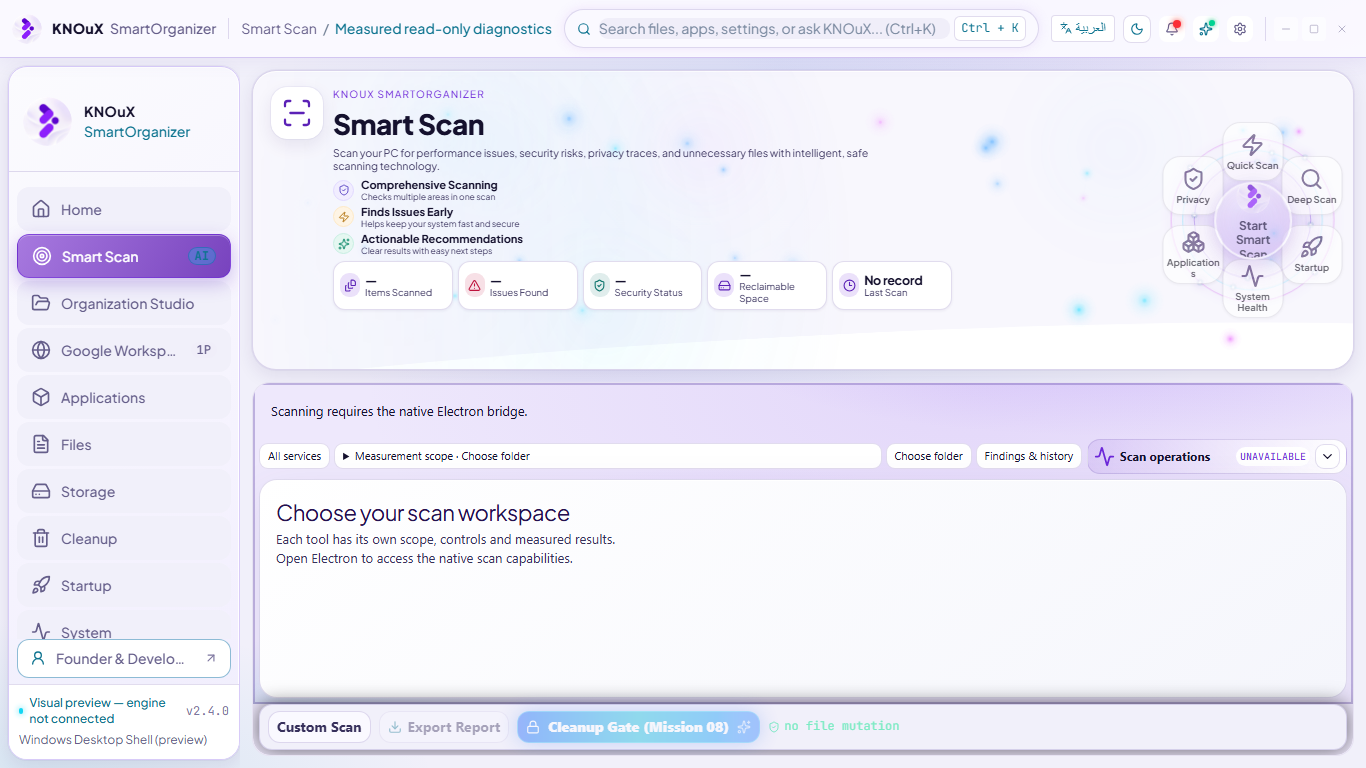 KNOuX SmartOrganizer
Smart Scan / Measured read-only diagnostics
Search files, apps, settings, or ask KNOuX... (Ctrl+K)
Ctrl + K
العربية
KNOuX
SmartOrganizer
Home
Smart Scan
AI
Organization Studio
Google Worksp...
1P
Applications
Files
Storage
Cleanup
Startup
System
Founder & Develo...
Visual preview — engine
not connected
v2.4.0
Windows Desktop Shell (preview)
KNOUX SMARTORGANIZER
Smart Scan
Scan your PC for performance issues, security risks, privacy traces, and unnecessary files with intelligent, safe
scanning technology.
Comprehensive Scanning
Checks multiple areas in one scan
Finds Issues Early
Helps keep your system fast and secure
Actionable Recommendations
Clear results with easy next steps
—
Items Scanned
—
Issues Found
—
Security Status
—
Reclaimable
Space
No record
Last Scan
Quick Scan
Privacy
Deep Scan
Start
Smart
Scan
Application
s
Startup
System
Health
Scanning requires the native Electron bridge.
All services
Measurement scope · Choose folder
Choose folder
Findings & history
Scan operations
UNAVAILABLE
Choose your scan workspace
Each tool has its own scope, controls and measured results.
Open Electron to access the native scan capabilities.
Custom Scan
Export Report
Cleanup Gate (Mission 08)
no file mutation